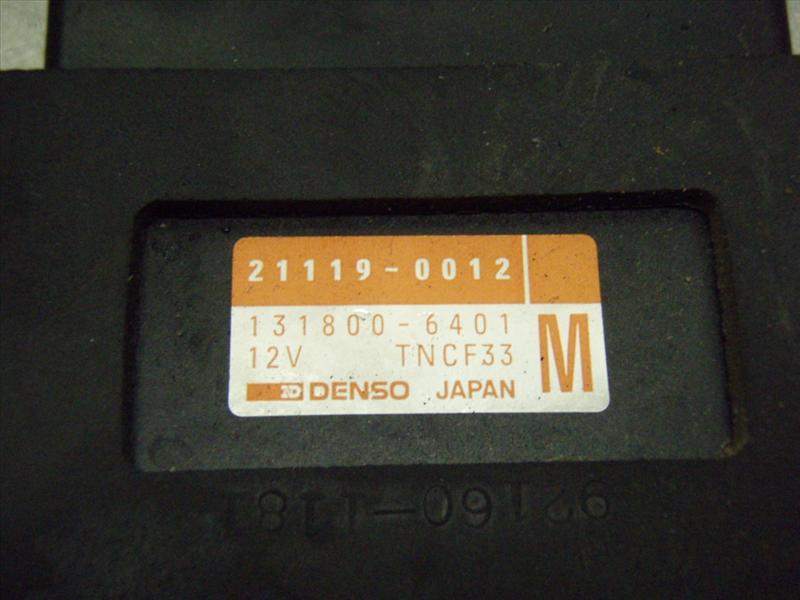 21119-0012
131800-6401
12V TNCF33
M
DENSO JAPAN
92160-1181